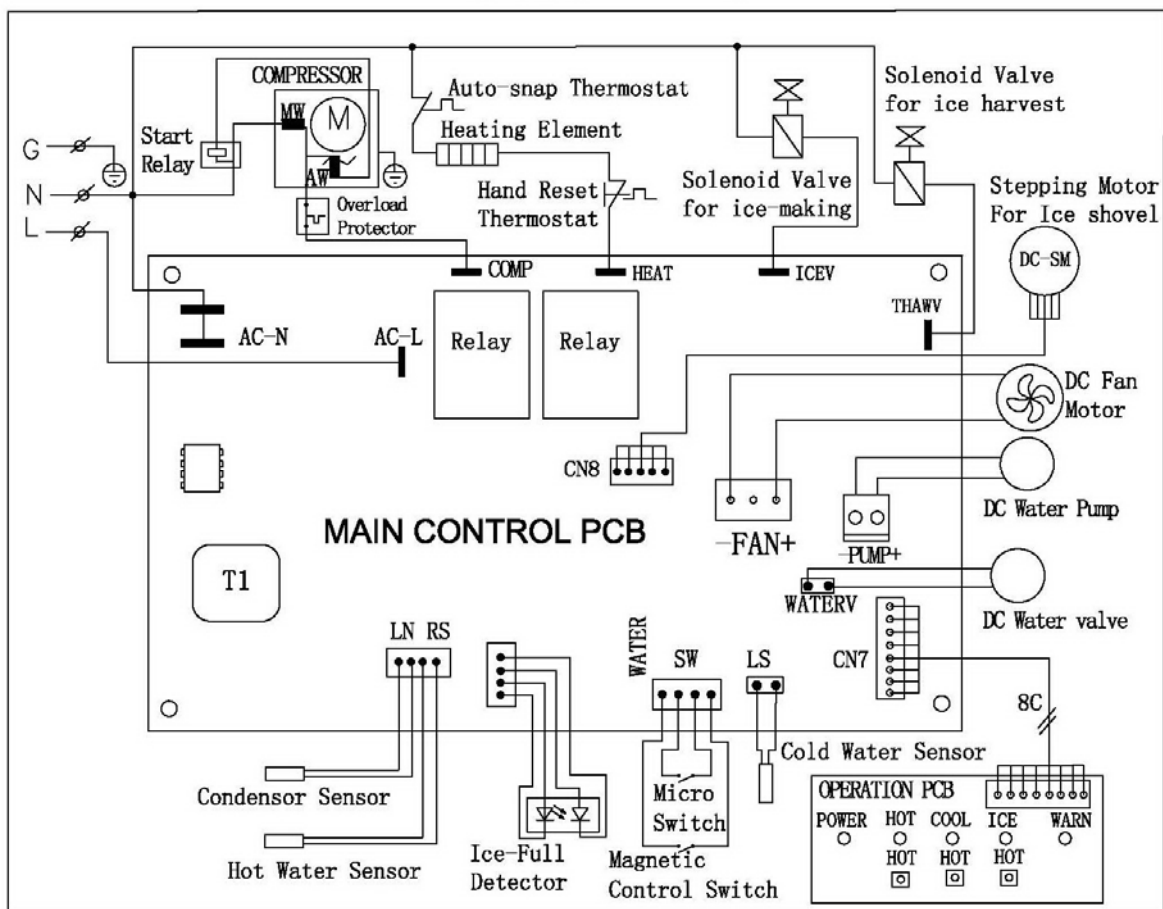 COMPRESSOR
MW
M
AW
Start
Relay
G
N
L
Overload
Protector
Auto-snap Thermostat
Heating Element
Hand Reset
Thermostat
Solenoid Valve
for ice-making
Solenoid Valve
for ice harvest
Stepping Motor
For Ice shovel
DC-SM
COMP
HEAT
ICEV
THAWV
AC-N
AC-L
Relay
Relay
CN8
DC Fan
Motor
-FAN+
-PUMP+
DC Water Pump
MAIN CONTROL PCB
T1
WATERV
DC Water valve
LN RS
WATER
SW
LS
CN7
8C
Condensor Sensor
Hot Water Sensor
Ice-Full
Detector
Micro
Switch
Magnetic
Control Switch
Cold Water Sensor
OPERATION PCB
POWER HOT COOL ICE WARN
HOT HOT HOT